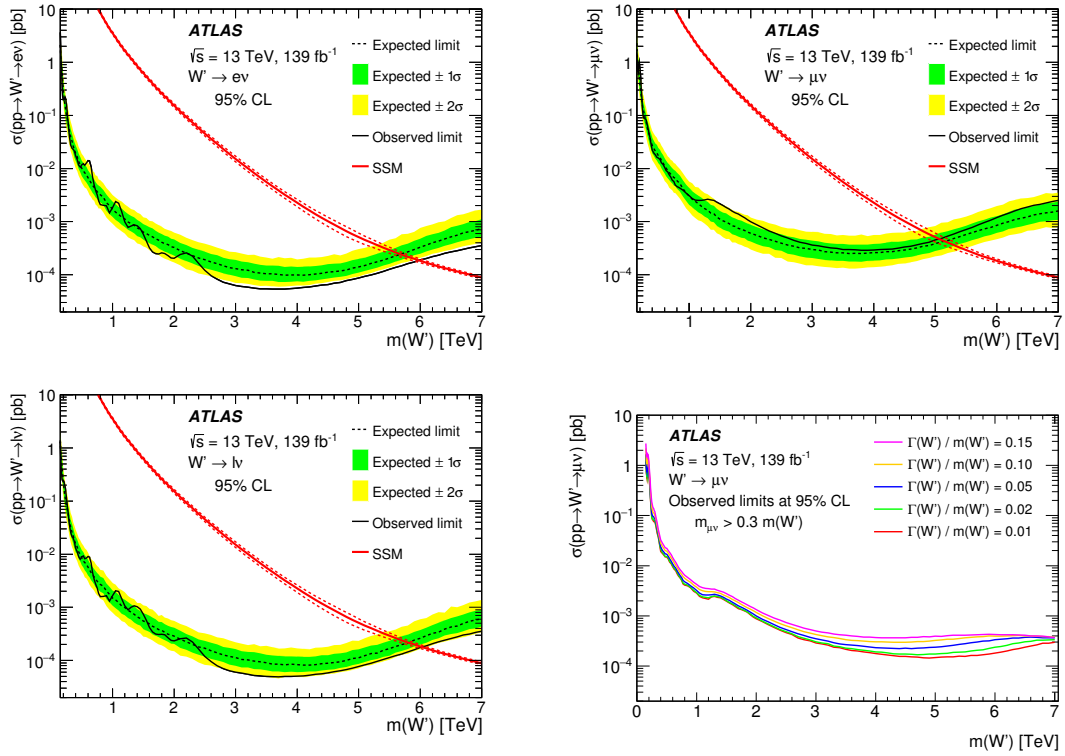 σ(pp→W'→eν) [pb]
10
1
10⁻¹
10⁻²
10⁻³
10⁻⁴
ATLAS
√s = 13 TeV, 139 fb⁻¹
W' → eν
95% CL
Expected limit
Expected ± 1σ
Expected ± 2σ
Observed limit
SSM
1 2 3 4 5 6 7
m(W') [TeV]
σ(pp→W'→μν) [pb]
10
1
10⁻¹
10⁻²
10⁻³
10⁻⁴
ATLAS
√s = 13 TeV, 139 fb⁻¹
W' → μν
95% CL
Expected limit
Expected ± 1σ
Expected ± 2σ
Observed limit
SSM
1 2 3 4 5 6 7
m(W') [TeV]
σ(pp→W'→lν) [pb]
10
1
10⁻¹
10⁻²
10⁻³
10⁻⁴
ATLAS
√s = 13 TeV, 139 fb⁻¹
W' → lν
95% CL
Expected limit
Expected ± 1σ
Expected ± 2σ
Observed limit
SSM
1 2 3 4 5 6 7
m(W') [TeV]
σ(pp→W'→μν) [pb]
10
1
10⁻¹
10⁻²
10⁻³
10⁻⁴
ATLAS
√s = 13 TeV, 139 fb⁻¹
W' → μν
Observed limits at 95% CL
m_μν > 0.3 m(W')
Γ(W') / m(W') = 0.15
Γ(W') / m(W') = 0.10
Γ(W') / m(W') = 0.05
Γ(W') / m(W') = 0.02
Γ(W') / m(W') = 0.01
0 1 2 3 4 5 6 7
m(W') [TeV]